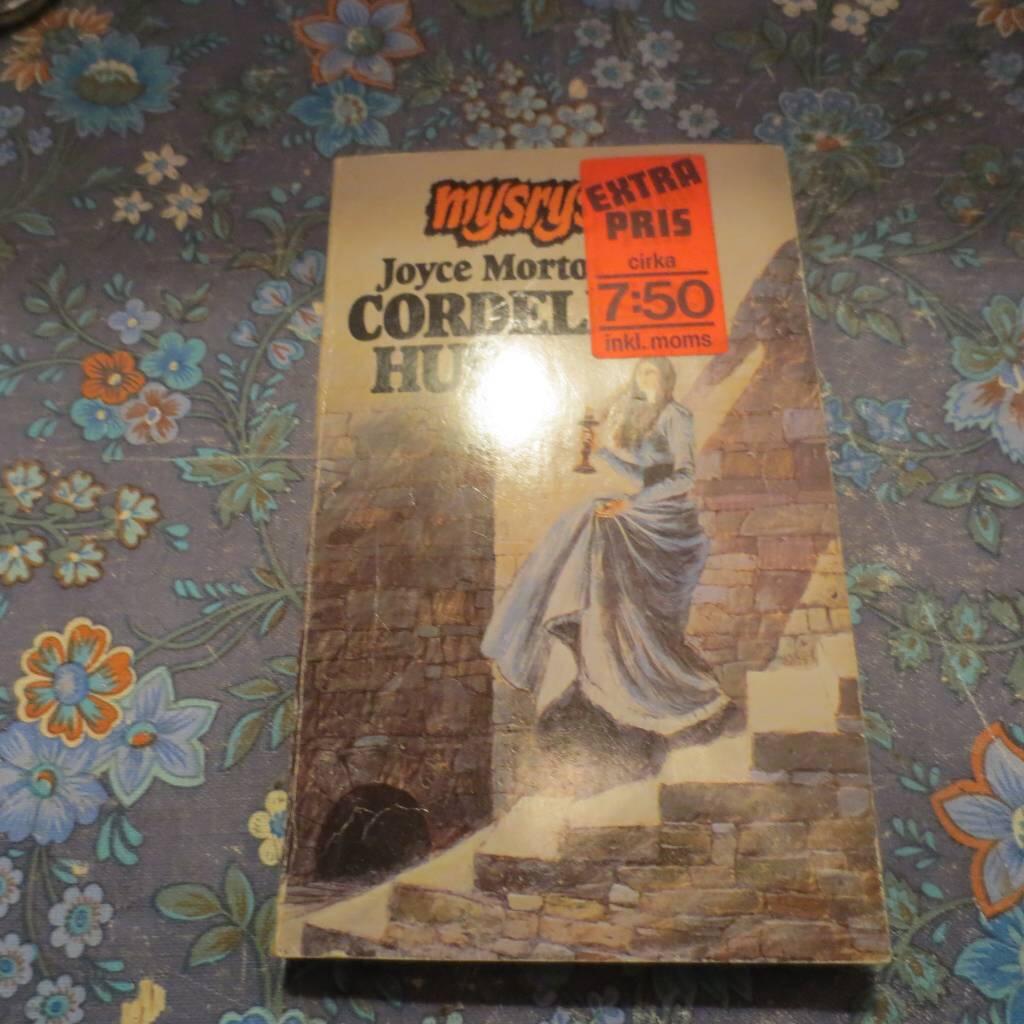 mysrys
Joyce Morto
CORDEL
HU
EXTRA
PRIS
cirka
7:50
inkl. moms